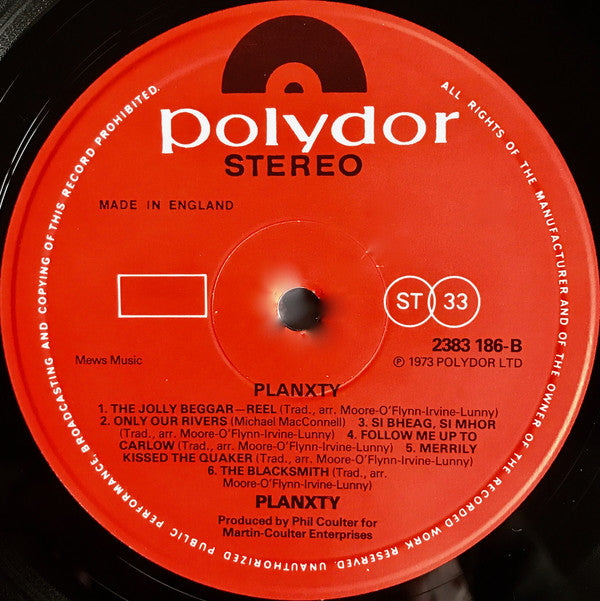 polydor
STEREO
MADE IN ENGLAND
ST 33
2383 186-B
Mews Music
℗ 1973 POLYDOR LTD
PLANXTY
1. THE JOLLY BEGGAR—REEL (Trad., arr. Moore-O'Flynn-Irvine-Lunny)
2. ONLY OUR RIVERS (Michael MacConnell) 3. SI BHEAG, SI MHOR
(Trad., arr. Moore-O'Flynn-Irvine-Lunny) 4. FOLLOW ME UP TO
CARLOW (Trad., arr. Moore-O'Flynn-Irvine-Lunny) 5. MERRILY
KISSED THE QUAKER (Trad., arr. Moore-O'Flynn-Irvine-Lunny)
6. THE BLACKSMITH (Trad., arr.
Moore-O'Flynn-Irvine-Lunny)
PLANXTY
Produced by Phil Coulter for
Martin-Coulter Enterprises
ALL RIGHTS OF THE MANUFACTURER AND OF THE OWNER OF THE RECORDED WORK RESERVED. UNAUTHORIZED PUBLIC PERFORMANCE, BROADCASTING AND COPYING OF THIS RECORD PROHIBITED.